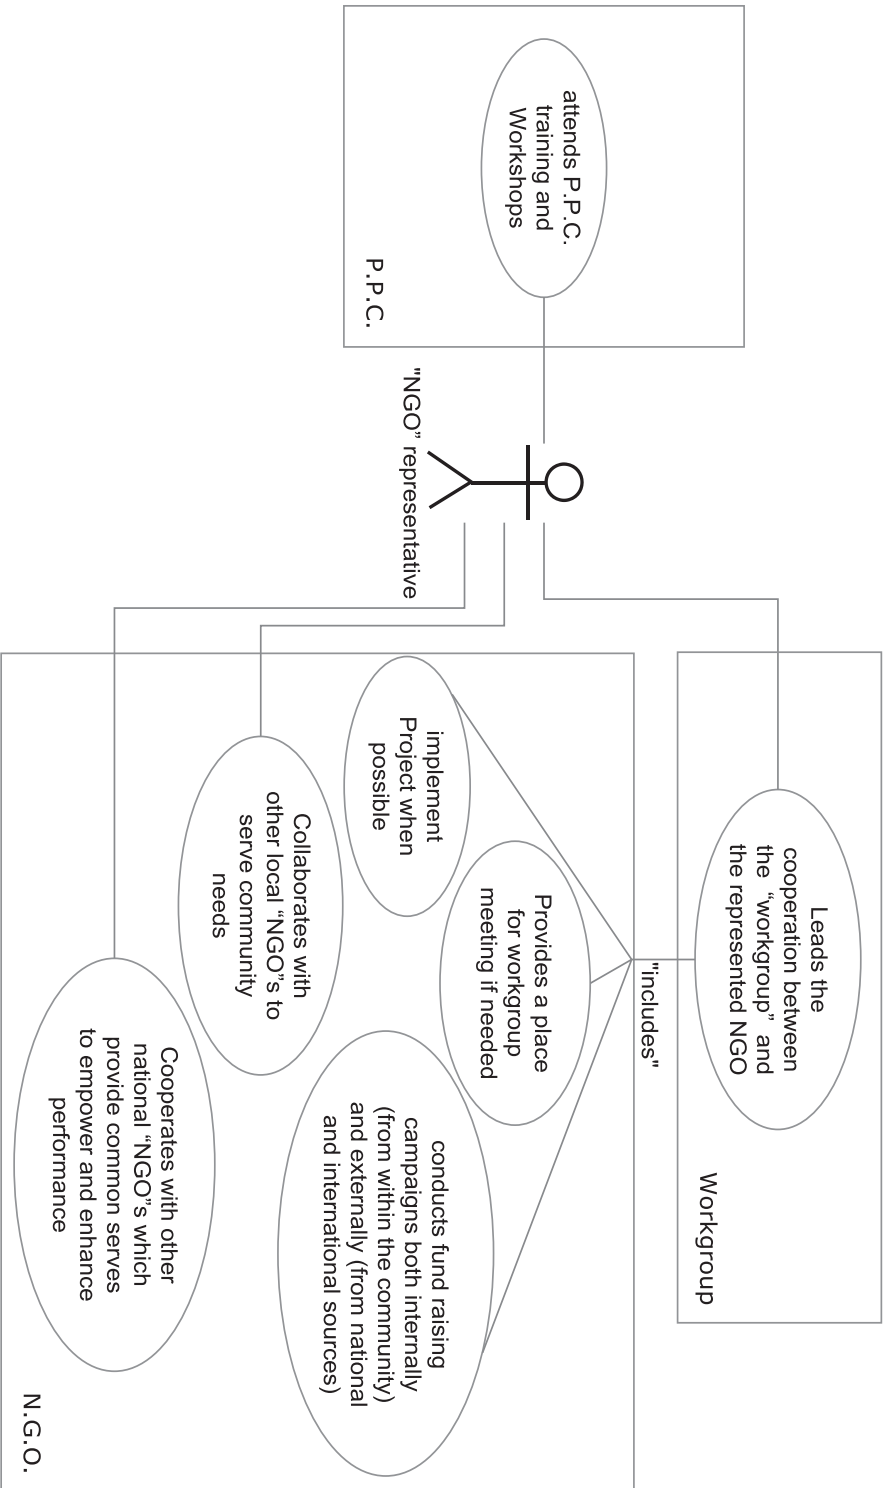 attends P.P.C.
training and
Workshops
P.P.C.
"NGO” representative
Leads the
cooperation between
the “workgroup” and
the represented NGO
Workgroup
"includes"
implement
Project when
possible
Provides a place
for workgroup
meeting if needed
conducts fund raising
campaigns both internally
(from within the community)
and externally (from national
and international sources)
Collaborates with
other local “NGO”s to
serve community
needs
Cooperates with other
national “NGO”s which
provide common serves
to empower and enhance
performance
N.G.O.